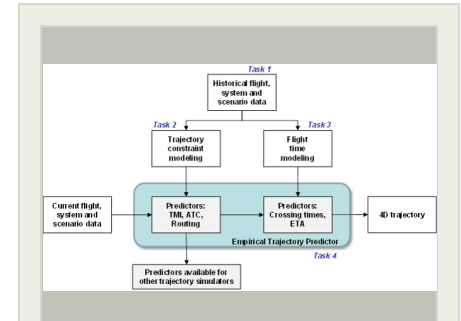 Task 1
Historical flight,
system and
scenario data
Task 2
Task 3
Trajectory
constraint
modeling
Flight
time
modeling
Current flight,
system and
scenario data
Predictors:
TMI, ATC,
Routing
Predictors:
Crossing times,
ETA
4D trajectory
Empirical Trajectory Predictor
Task 4
Predictors available for
other trajectory simulators